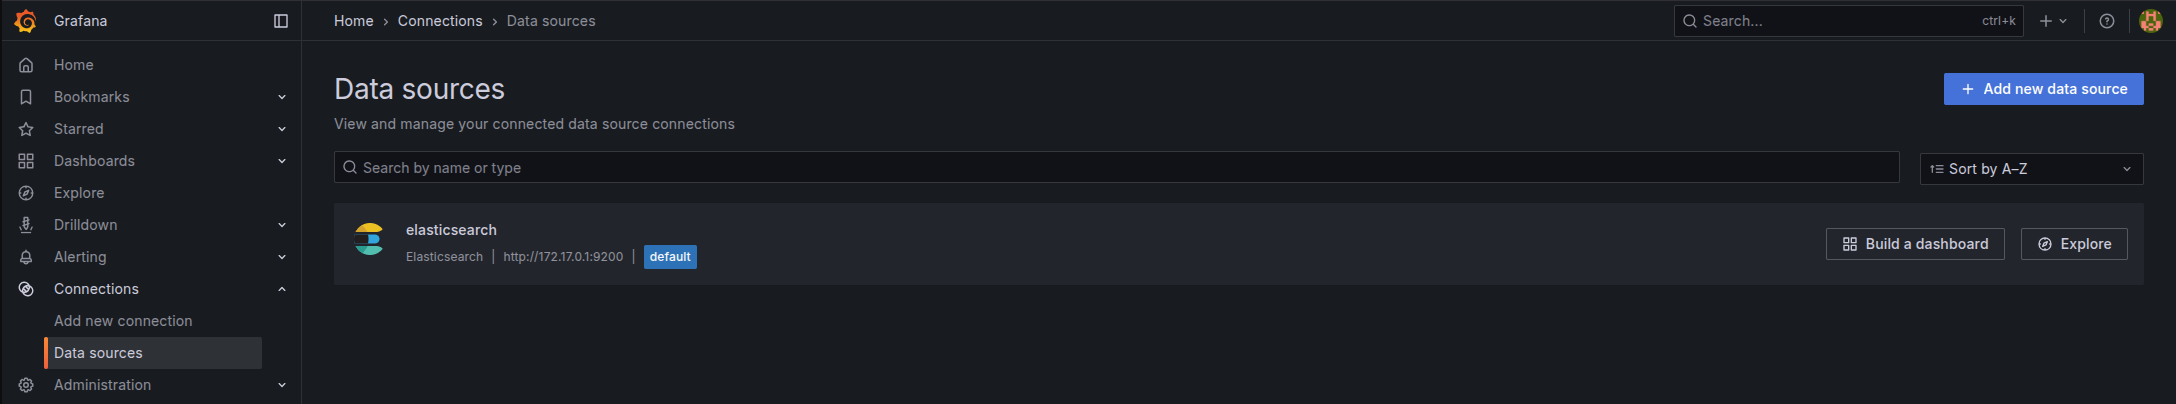 Grafana
Home › Connections › Data sources
Search... ctrl+k
Home
Bookmarks
Starred
Dashboards
Explore
Drilldown
Alerting
Connections
Add new connection
Data sources
Administration
Data sources
Add new data source
View and manage your connected data source connections
Search by name or type
Sort by A–Z
elasticsearch
Elasticsearch | http://172.17.0.1:9200 | default
Build a dashboard
Explore